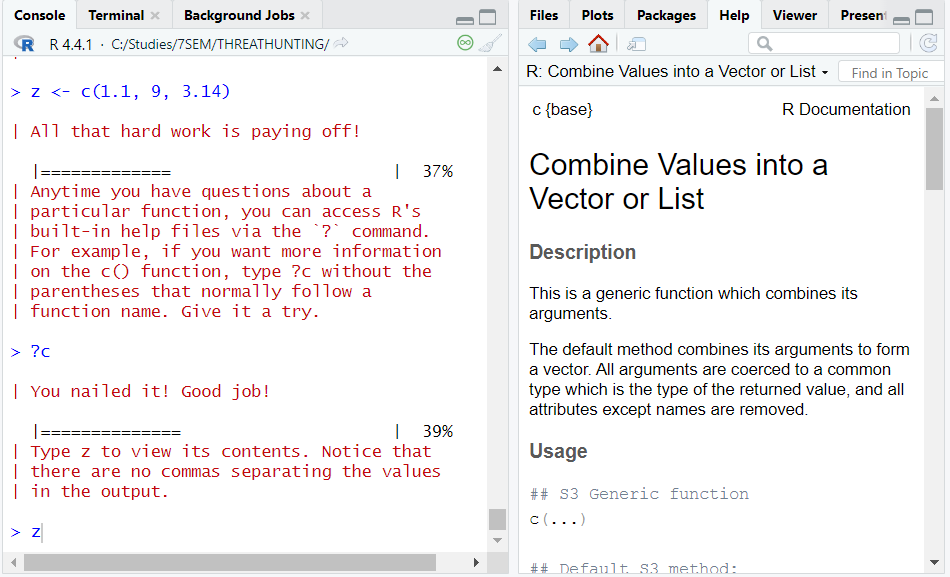 Console Terminal Background Jobs
R 4.4.1 · C:/Studies/7SEM/THREATHUNTING/
> z <- c(1.1, 9, 3.14)
| All that hard work is paying off!
|============= | 37%
| Anytime you have questions about a
| particular function, you can access R's
| built-in help files via the `?` command.
| For example, if you want more information
| on the c() function, type ?c without the
| parentheses that normally follow a
| function name. Give it a try.
> ?c
| You nailed it! Good job!
|============== | 39%
| Type z to view its contents. Notice that
| there are no commas separating the values
| in the output.
> z
Files Plots Packages Help Viewer Presen
R: Combine Values into a Vector or List Find in Topic
c {base} R Documentation
Combine Values into a
Vector or List
Description
This is a generic function which combines its
arguments.
The default method combines its arguments to form
a vector. All arguments are coerced to a common
type which is the type of the returned value, and all
attributes except names are removed.
Usage
## S3 Generic function
c(...)
## Default S3 method: